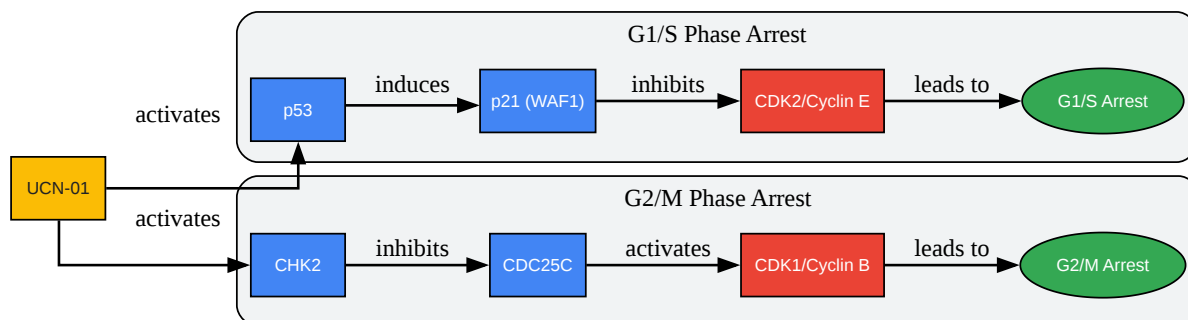 G1/S Phase Arrest
activates
p53
induces
p21 (WAF1)
inhibits
CDK2/Cyclin E
leads to
G1/S Arrest
UCN-01
G2/M Phase Arrest
activates
CHK2
inhibits
CDC25C
activates
CDK1/Cyclin B
leads to
G2/M Arrest